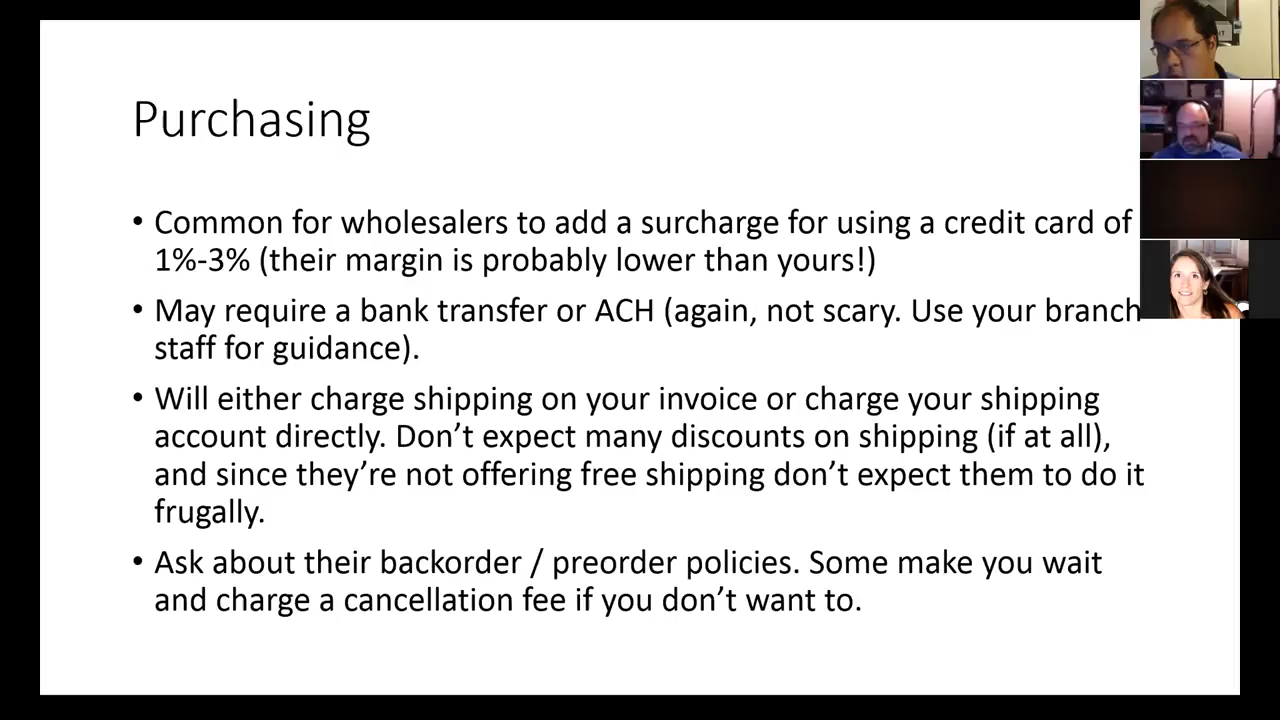 Purchasing
• Common for wholesalers to add a surcharge for using a credit card of
1%-3% (their margin is probably lower than yours!)
• May require a bank transfer or ACH (again, not scary. Use your branch
staff for guidance).
• Will either charge shipping on your invoice or charge your shipping
account directly. Don’t expect many discounts on shipping (if at all),
and since they’re not offering free shipping don’t expect them to do it
frugally.
• Ask about their backorder / preorder policies. Some make you wait
and charge a cancellation fee if you don’t want to.